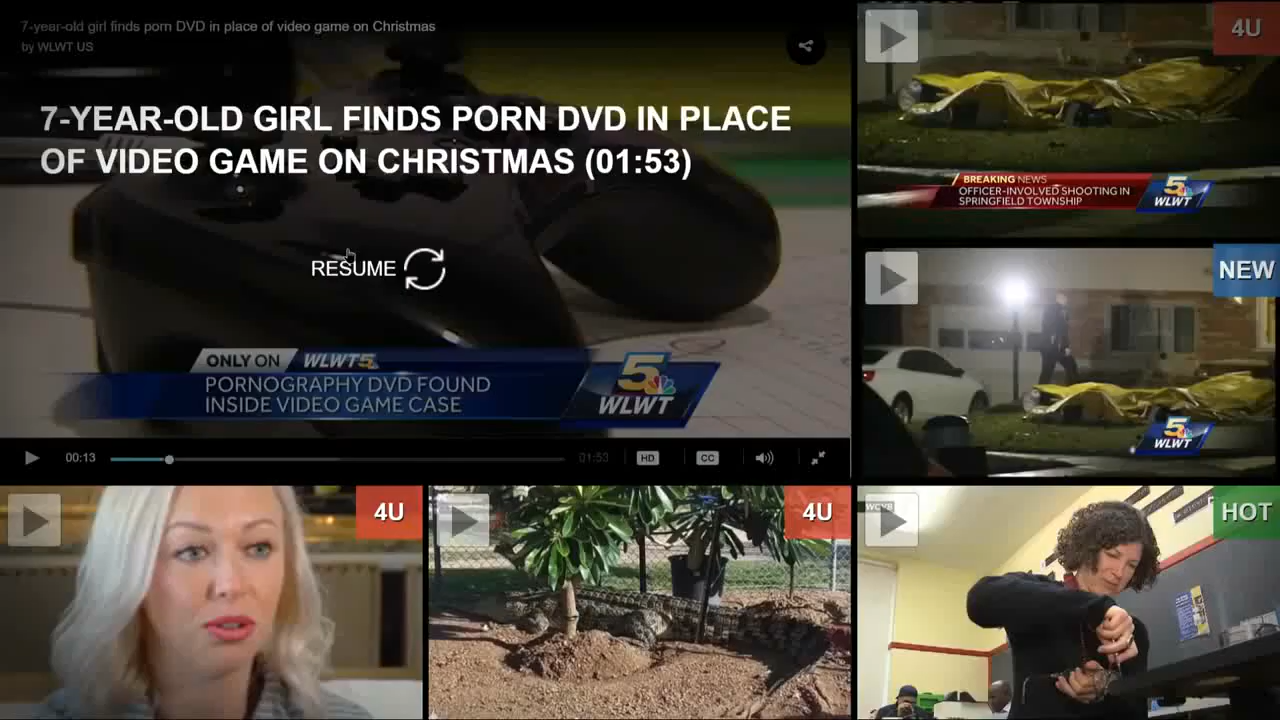 7-year-old girl finds porn DVD in place of video game on Christmas
by WLWT US
7-YEAR-OLD GIRL FINDS PORN DVD IN PLACE
OF VIDEO GAME ON CHRISTMAS (01:53)
RESUME
ONLY ON WLWT5
PORNOGRAPHY DVD FOUND
INSIDE VIDEO GAME CASE
5
WLWT
00:13
01:53
HD
CC
4U
BREAKING NEWS
OFFICER-INVOLVED SHOOTING IN
SPRINGFIELD TOWNSHIP
5
WLWT
NEW
5
WLWT
4U
4U
WCVB
HOT